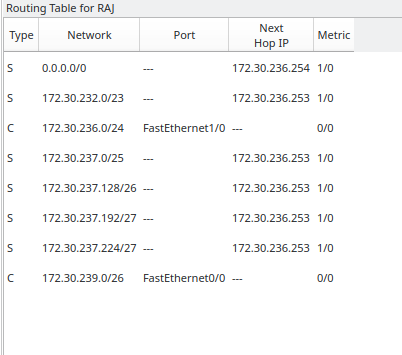 Routing Table for RAJ
Type Network Port Next Hop IP Metric
S 0.0.0.0/0 --- 172.30.236.254 1/0
S 172.30.232.0/23 --- 172.30.236.253 1/0
C 172.30.236.0/24 FastEthernet1/0 --- 0/0
S 172.30.237.0/25 --- 172.30.236.253 1/0
S 172.30.237.128/26 --- 172.30.236.253 1/0
S 172.30.237.192/27 --- 172.30.236.253 1/0
S 172.30.237.224/27 --- 172.30.236.253 1/0
C 172.30.239.0/26 FastEthernet0/0 --- 0/0